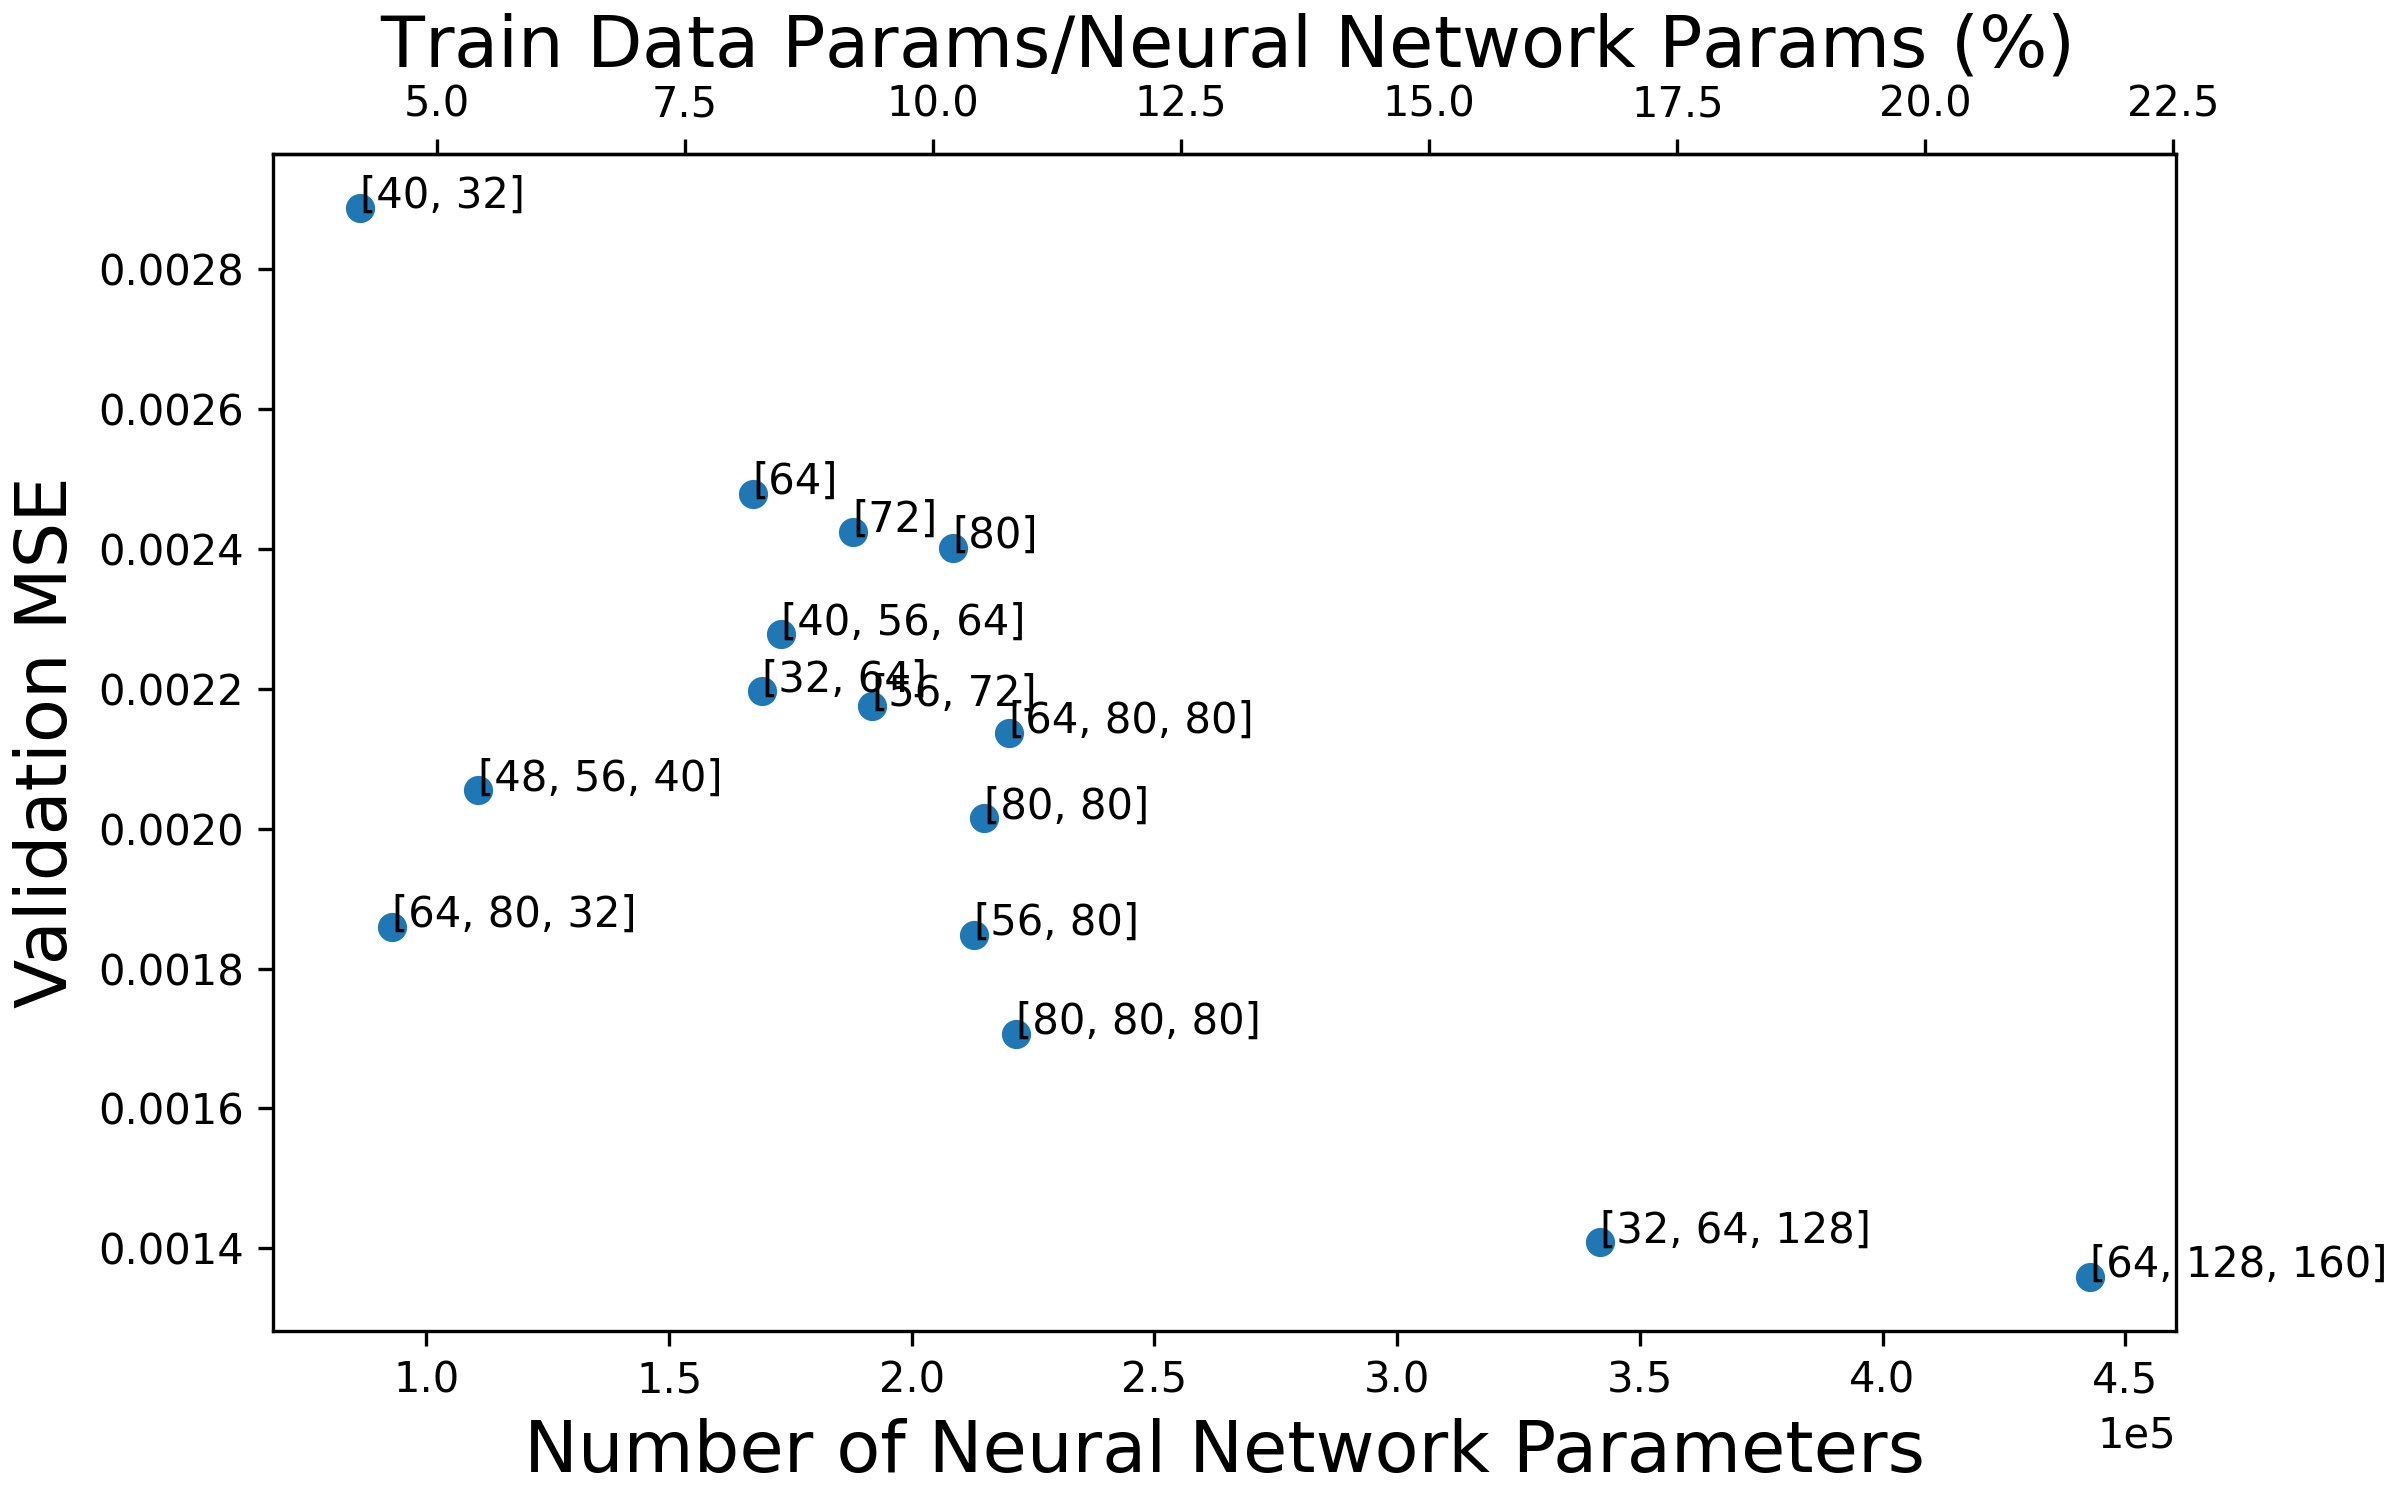 Train Data Params/Neural Network Params (%)
5.0 7.5 10.0 12.5 15.0 17.5 20.0 22.5
[40, 32]
0.0028
0.0026
[64]
[72]
[80]
0.0024
[40, 56, 64]
[32, 64]
[56, 72]
0.0022
[64, 80, 80]
[48, 56, 40]
[80, 80]
0.0020
[64, 80, 32]
[56, 80]
0.0018
[80, 80, 80]
0.0016
[32, 64, 128]
0.0014
[64, 128, 160]
Validation MSE
1.0 1.5 2.0 2.5 3.0 3.5 4.0 4.5
1e5
Number of Neural Network Parameters